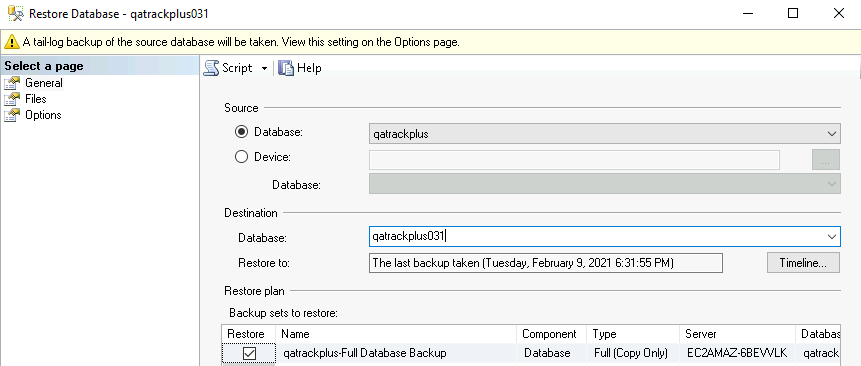 Restore Database - qatrackplus031
A tail-log backup of the source database will be taken. View this setting on the Options page.
Select a page
General
Files
Options
Script
Help
Source
Database:
qatrackplus
Device:
...
Database:
Destination
Database:
qatrackplus031
Restore to:
The last backup taken (Tuesday, February 9, 2021 6:31:55 PM)
Timeline...
Restore plan
Backup sets to restore:
Restore Name Component Type Server Databas
qatrackplus-Full Database Backup Database Full (Copy Only) EC2AMAZ-6BEVVLK qatrack